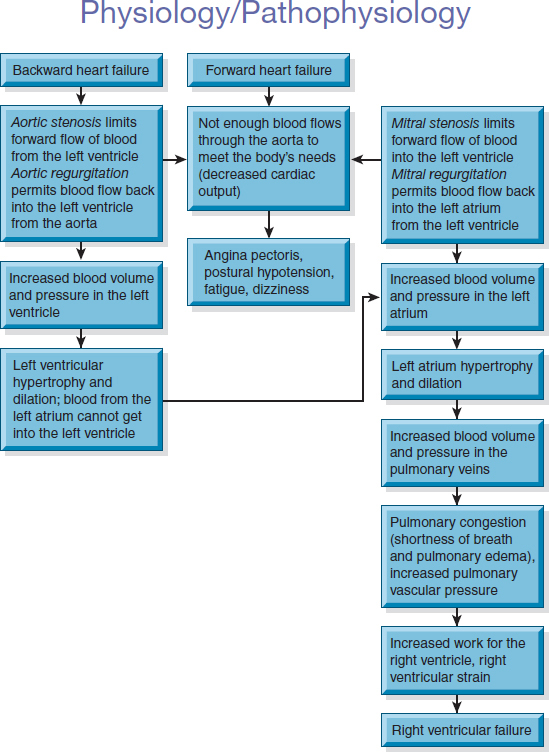 Physiology/Pathophysiology
Backward heart failure
Forward heart failure
Aortic stenosis limits
forward flow of blood
from the left ventricle
Aortic regurgitation
permits blood flow back
into the left ventricle
from the aorta
Not enough blood flows
through the aorta to
meet the body's needs
(decreased cardiac
output)
Mitral stenosis limits
forward flow of blood
into the left ventricle
Mitral regurgitation
permits blood flow back
into the left atrium
from the left ventricle
Angina pectoris,
postural hypotension,
fatigue, dizziness
Increased blood volume
and pressure in the left
ventricle
Increased blood volume
and pressure in the left
atrium
Left ventricular
hypertrophy and
dilation; blood from the
left atrium cannot get
into the left ventricle
Left atrium hypertrophy
and dilation
Increased blood volume
and pressure in the
pulmonary veins
Pulmonary congestion
(shortness of breath
and pulmonary edema),
increased pulmonary
vascular pressure
Increased work for the
right ventricle, right
ventricular strain
Right ventricular failure